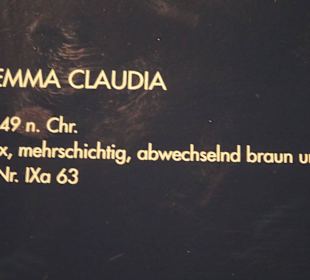 EMMA CLAUDIA
49 n. Chr.
x, mehrschichtig, abwechselnd braun u
Nr. IXa 63